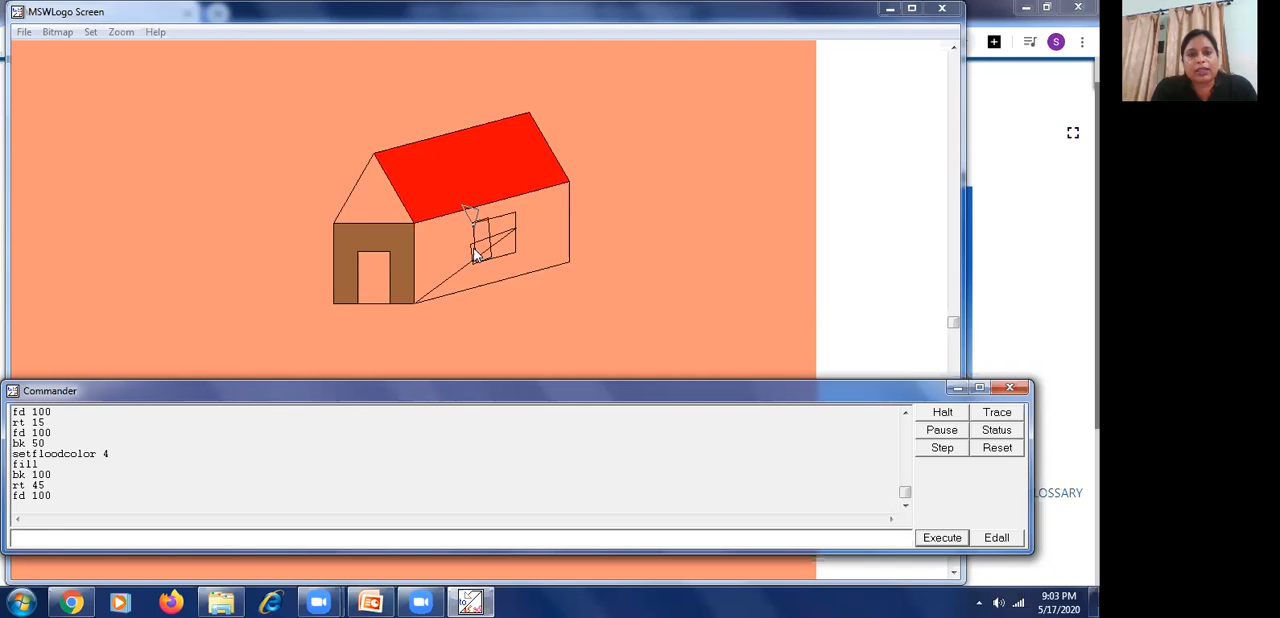 MSWLogo Screen
File Bitmap Set Zoom Help
S
Commander
fd 100
rt 15
fd 100
bk 50
setfloodcolor 4
fill
bk 100
rt 45
fd 100
Halt Trace
Pause Status
Step Reset
Execute Edall
LOSSARY
9:03 PM
5/17/2020